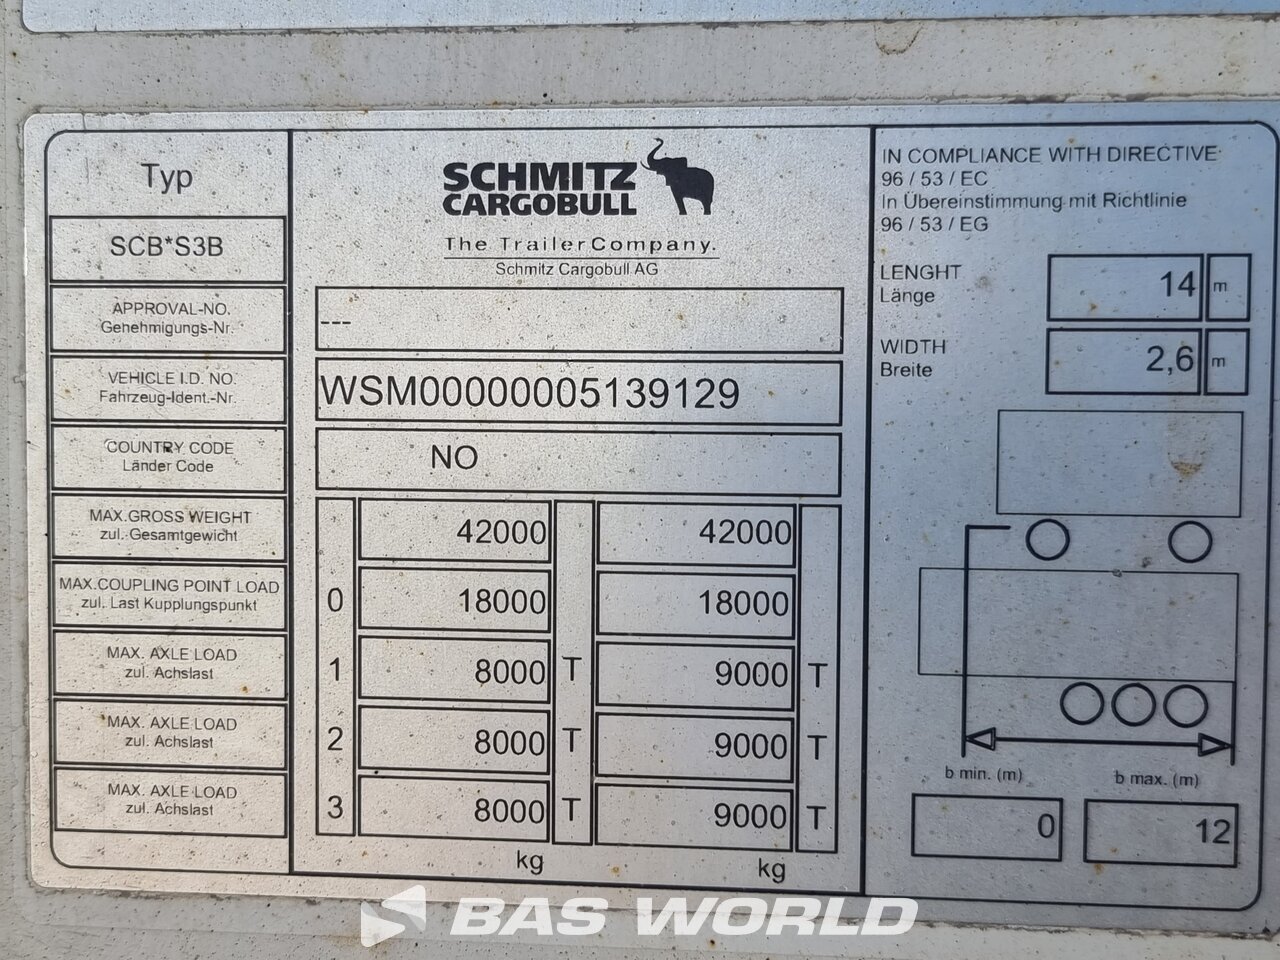 Typ
SCB*S3B
APPROVAL-NO.
Genehmigungs-Nr.
VEHICLE I.D. NO.
Fahrzeug-Ident.-Nr.
COUNTRY CODE
Länder Code
MAX.GROSS WEIGHT
zul. Gesamtgewicht
MAX.COUPLING POINT LOAD
zul. Last Kupplungspunkt
MAX. AXLE LOAD
zul. Achslast
MAX. AXLE LOAD
zul. Achslast
MAX. AXLE LOAD
zul. Achslast
SCHMITZ
CARGOBULL
The Trailer Company.
Schmitz Cargobull AG
---
WSM00000005139129
NO
42000 42000
0 18000 18000
1 8000 T 9000 T
2 8000 T 9000 T
3 8000 T 9000 T
kg kg
IN COMPLIANCE WITH DIRECTIVE
96 / 53 / EC
In Übereinstimmung mit Richtlinie
96 / 53 / EG
LENGHT
Länge
14 m
WIDTH
Breite
2,6 m
b min. (m) b max. (m)
0 12
BAS WORLD